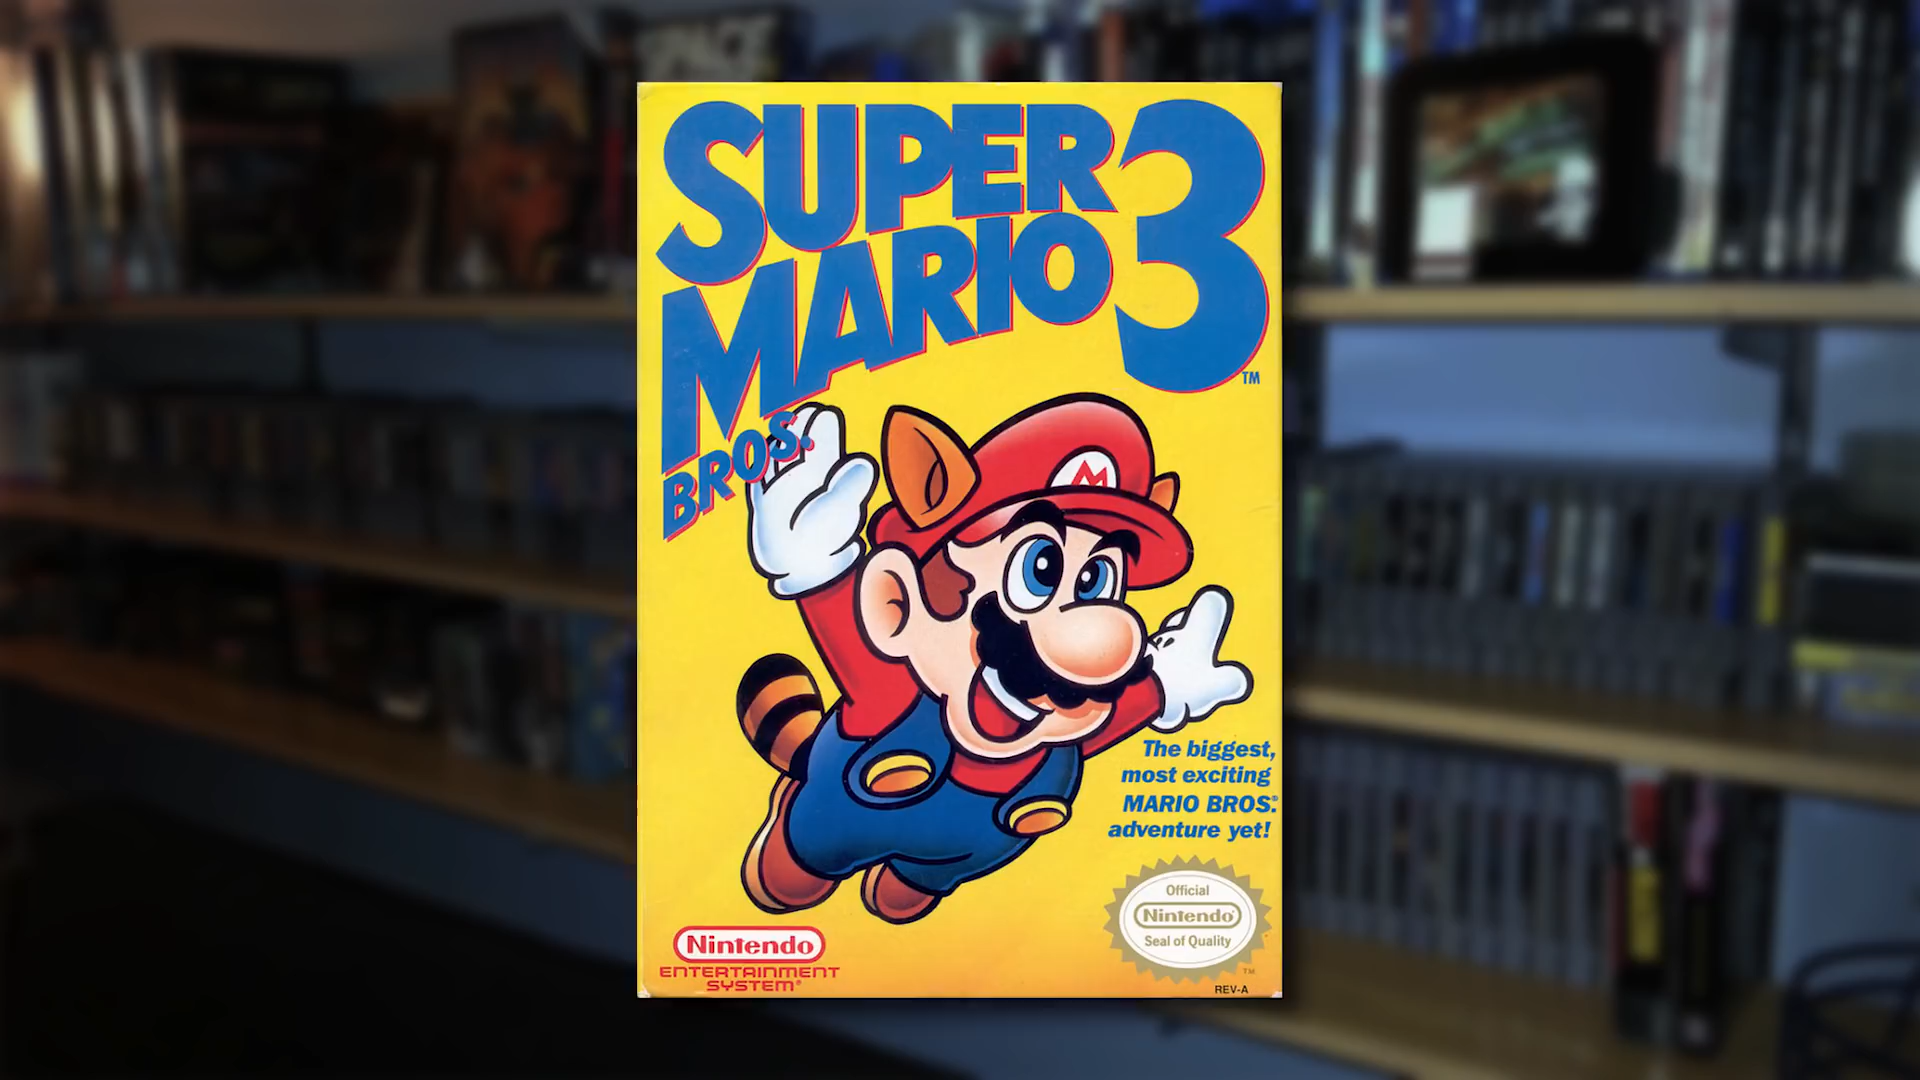 SUPER
MARIO
BROS.
3
TM
M
The biggest,
most exciting
MARIO BROS.®
adventure yet!
Official
Nintendo®
Seal of Quality
TM
REV-A
Nintendo
ENTERTAINMENT
SYSTEM®
SPACE